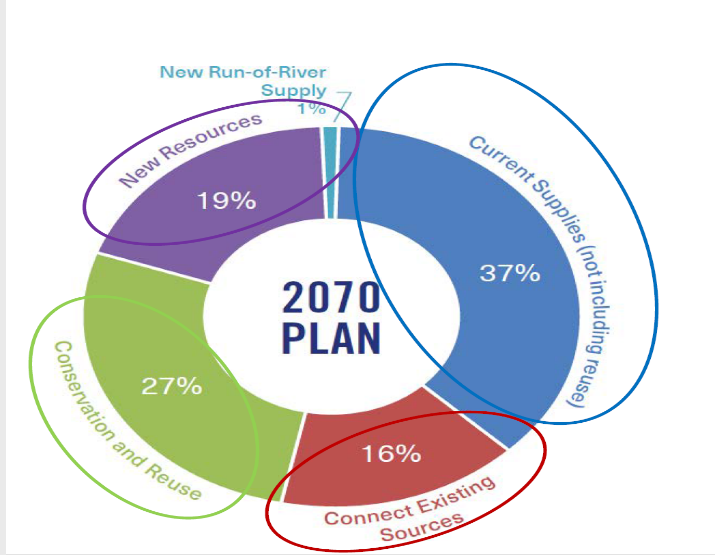 New Run-of-River
Supply
1%
New Resources
19%
Current Supplies (not including reuse)
37%
2070
PLAN
27%
Conservation and Reuse
16%
Connect Existing
Sources